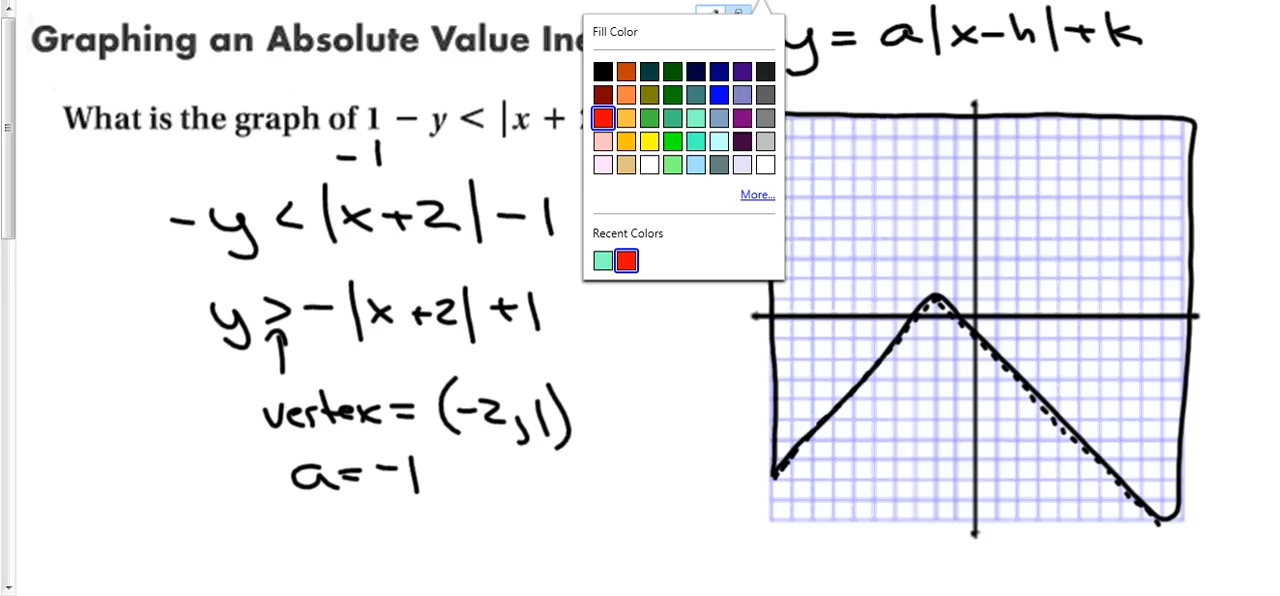 Graphing an Absolute Value
Fill Color
y = a|x-h|+k
What is the graph of 1 − y < |x +
-1
-y < |x+2| -1
More...
Recent Colors
y > -|x+2| +1
vertex = (-2,1)
a = -1